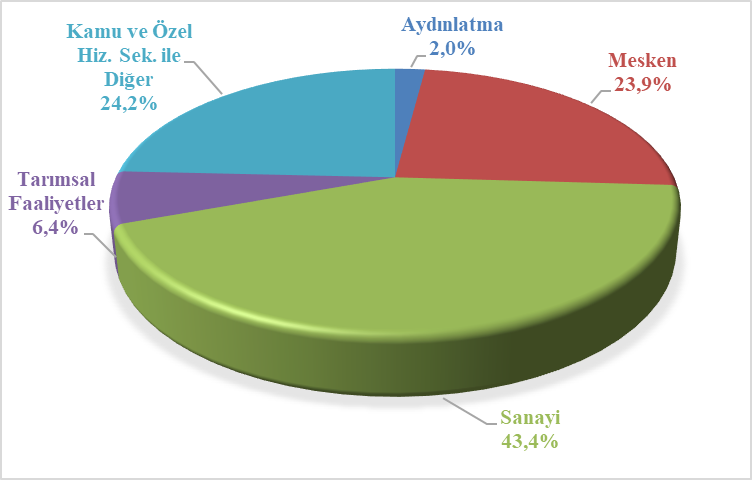 Aydınlatma
2,0%
Mesken
23,9%
Sanayi
43,4%
Tarımsal
Faaliyetler
6,4%
Kamu ve Özel
Hiz. Sek. ile
Diğer
24,2%